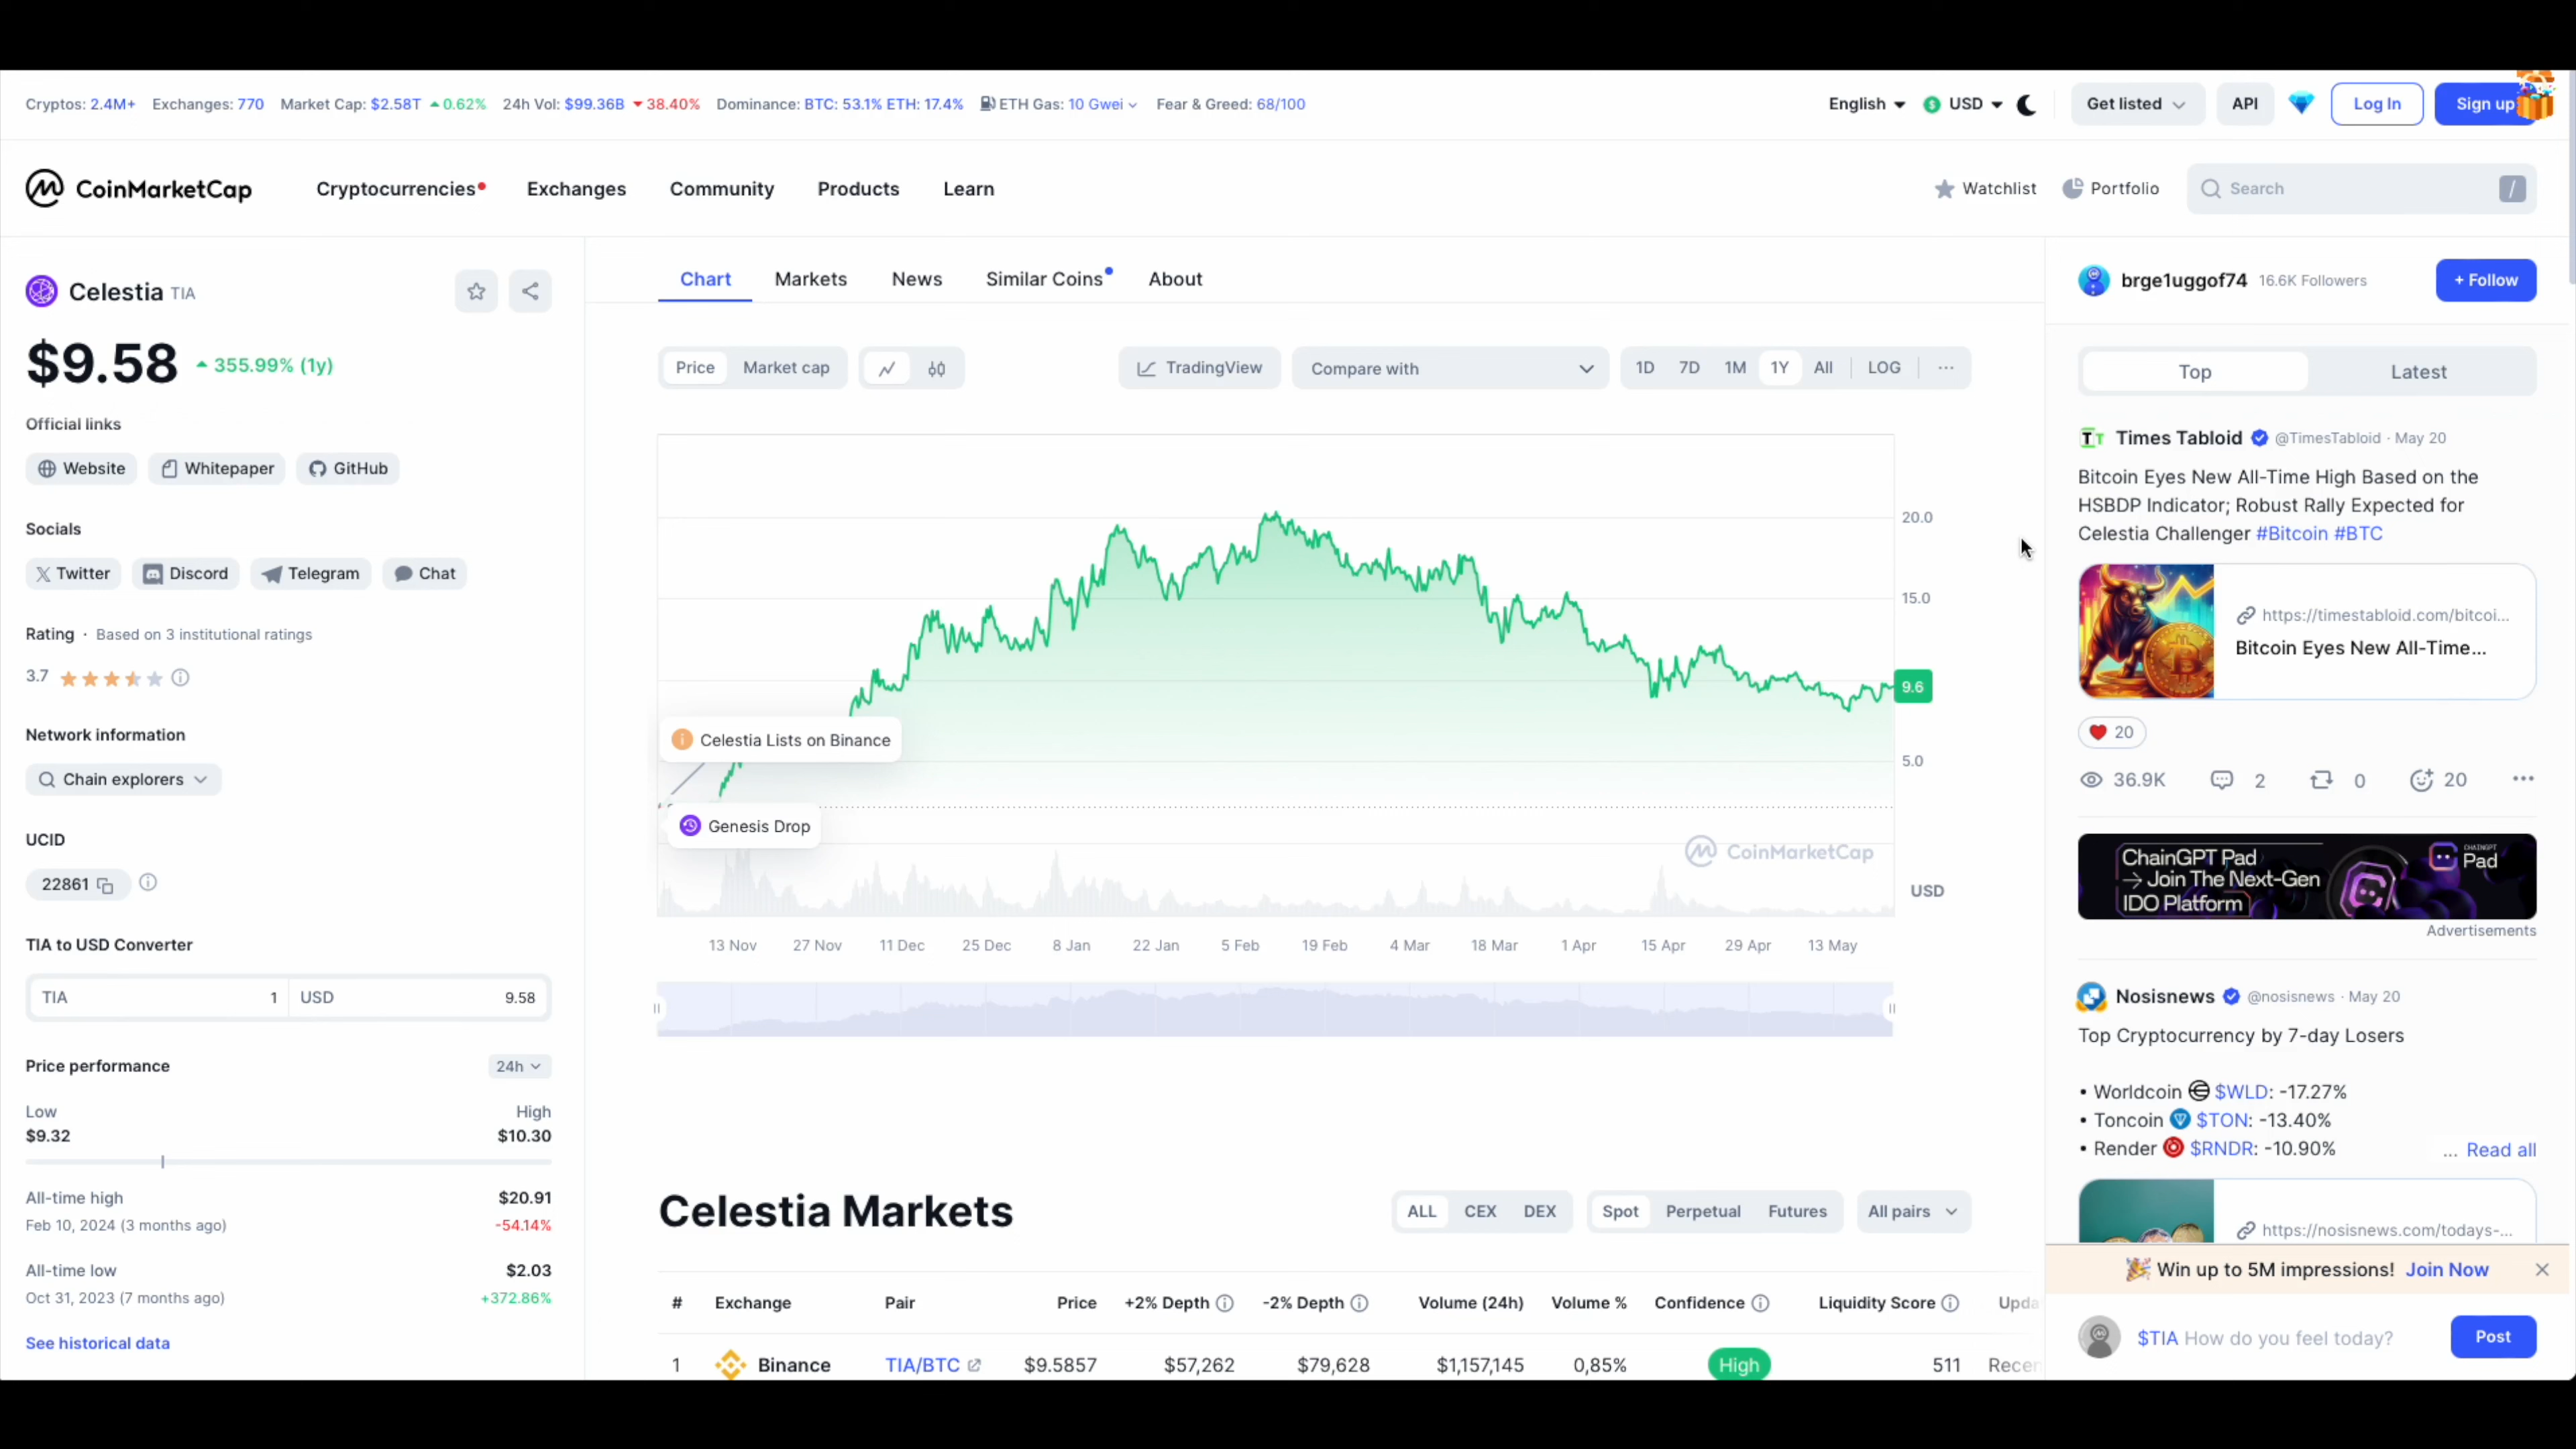 Cryptos: 2.4M+ Exchanges: 770 Market Cap: $2.58T 0.62% 24h Vol: $99.36B 38.40% Dominance: BTC: 53.1% ETH: 17.4% ETH Gas: 10 Gwei Fear & Greed: 68/100
English USD Get listed API Log In Sign up
CoinMarketCap Cryptocurrencies Exchanges Community Products Learn
Watchlist Portfolio Search /
Celestia TIA
$9.58 355.99% (1y)
Official links
Website Whitepaper GitHub
Socials
Twitter Discord Telegram Chat
Rating · Based on 3 institutional ratings
3.7
Network information
Chain explorers
UCID
22861
TIA to USD Converter
TIA 1 USD 9.58
Price performance 24h
Low High
$9.32 $10.30
All-time high $20.91
Feb 10, 2024 (3 months ago) -54.14%
All-time low $2.03
Oct 31, 2023 (7 months ago) +372.86%
See historical data
Chart Markets News Similar Coins About
Price Market cap TradingView Compare with 1D 7D 1M 1Y All LOG ...
20.0
15.0
9.6
5.0
Celestia Lists on Binance
Genesis Drop
CoinMarketCap
USD
13 Nov 27 Nov 11 Dec 25 Dec 8 Jan 22 Jan 5 Feb 19 Feb 4 Mar 18 Mar 1 Apr 15 Apr 29 Apr 13 May
Celestia Markets ALL CEX DEX Spot Perpetual Futures All pairs
# Exchange Pair Price +2% Depth -2% Depth Volume (24h) Volume % Confidence Liquidity Score Upda
1 Binance TIA/BTC $9.5857 $57,262 $79,628 $1,157,145 0,85% High 511 Recen
brge1uggof74 16.6K Followers + Follow
Top Latest
Times Tabloid @TimesTabloid · May 20
Bitcoin Eyes New All-Time High Based on the
HSBDP Indicator; Robust Rally Expected for
Celestia Challenger #Bitcoin #BTC
https://timestabloid.com/bitcoi...
Bitcoin Eyes New All-Time...
20
36.9K 2 0 20 ...
ChainGPT Pad
→ Join The Next-Gen
IDO Platform
CHAINGPT
Pad
Advertisements
Nosisnews @nosisnews · May 20
Top Cryptocurrency by 7-day Losers
• Worldcoin $WLD: -17.27%
• Toncoin $TON: -13.40%
• Render $RNDR: -10.90%
... Read all
https://nosisnews.com/todays-...
Win up to 5M impressions! Join Now
$TIA How do you feel today? Post